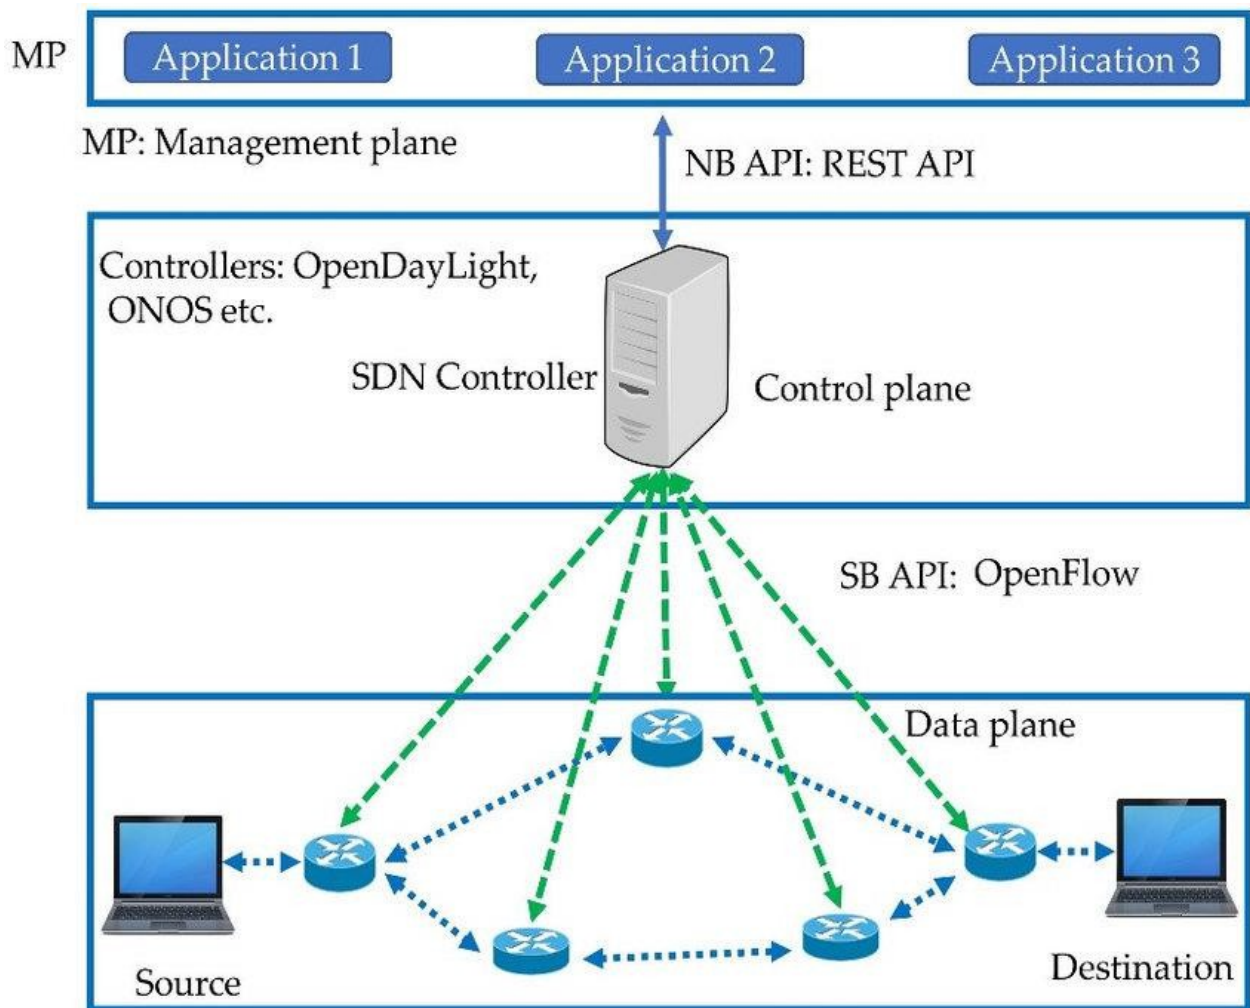 MP
Application 1
Application 2
Application 3
MP: Management plane
NB API: REST API
Controllers: OpenDayLight,
ONOS etc.
SDN Controller
Control plane
SB API: OpenFlow
Data plane
Source
Destination